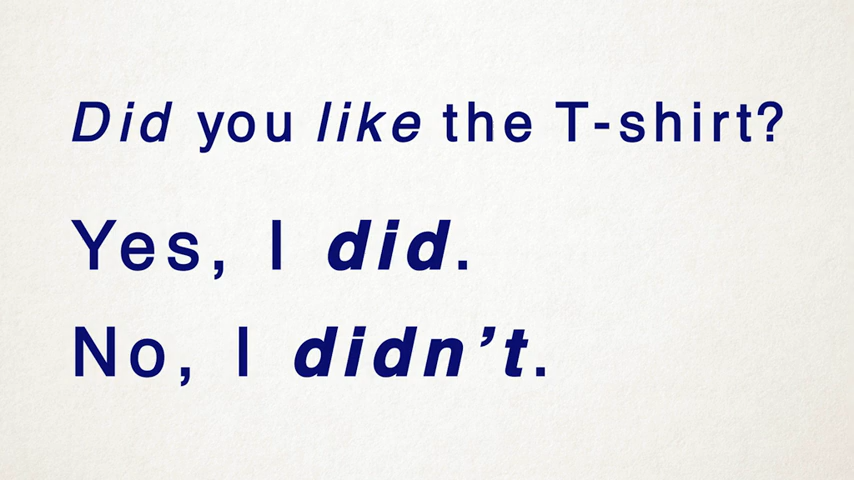 Did you like the T-shirt?
Yes, I did.
No, I didn’t.